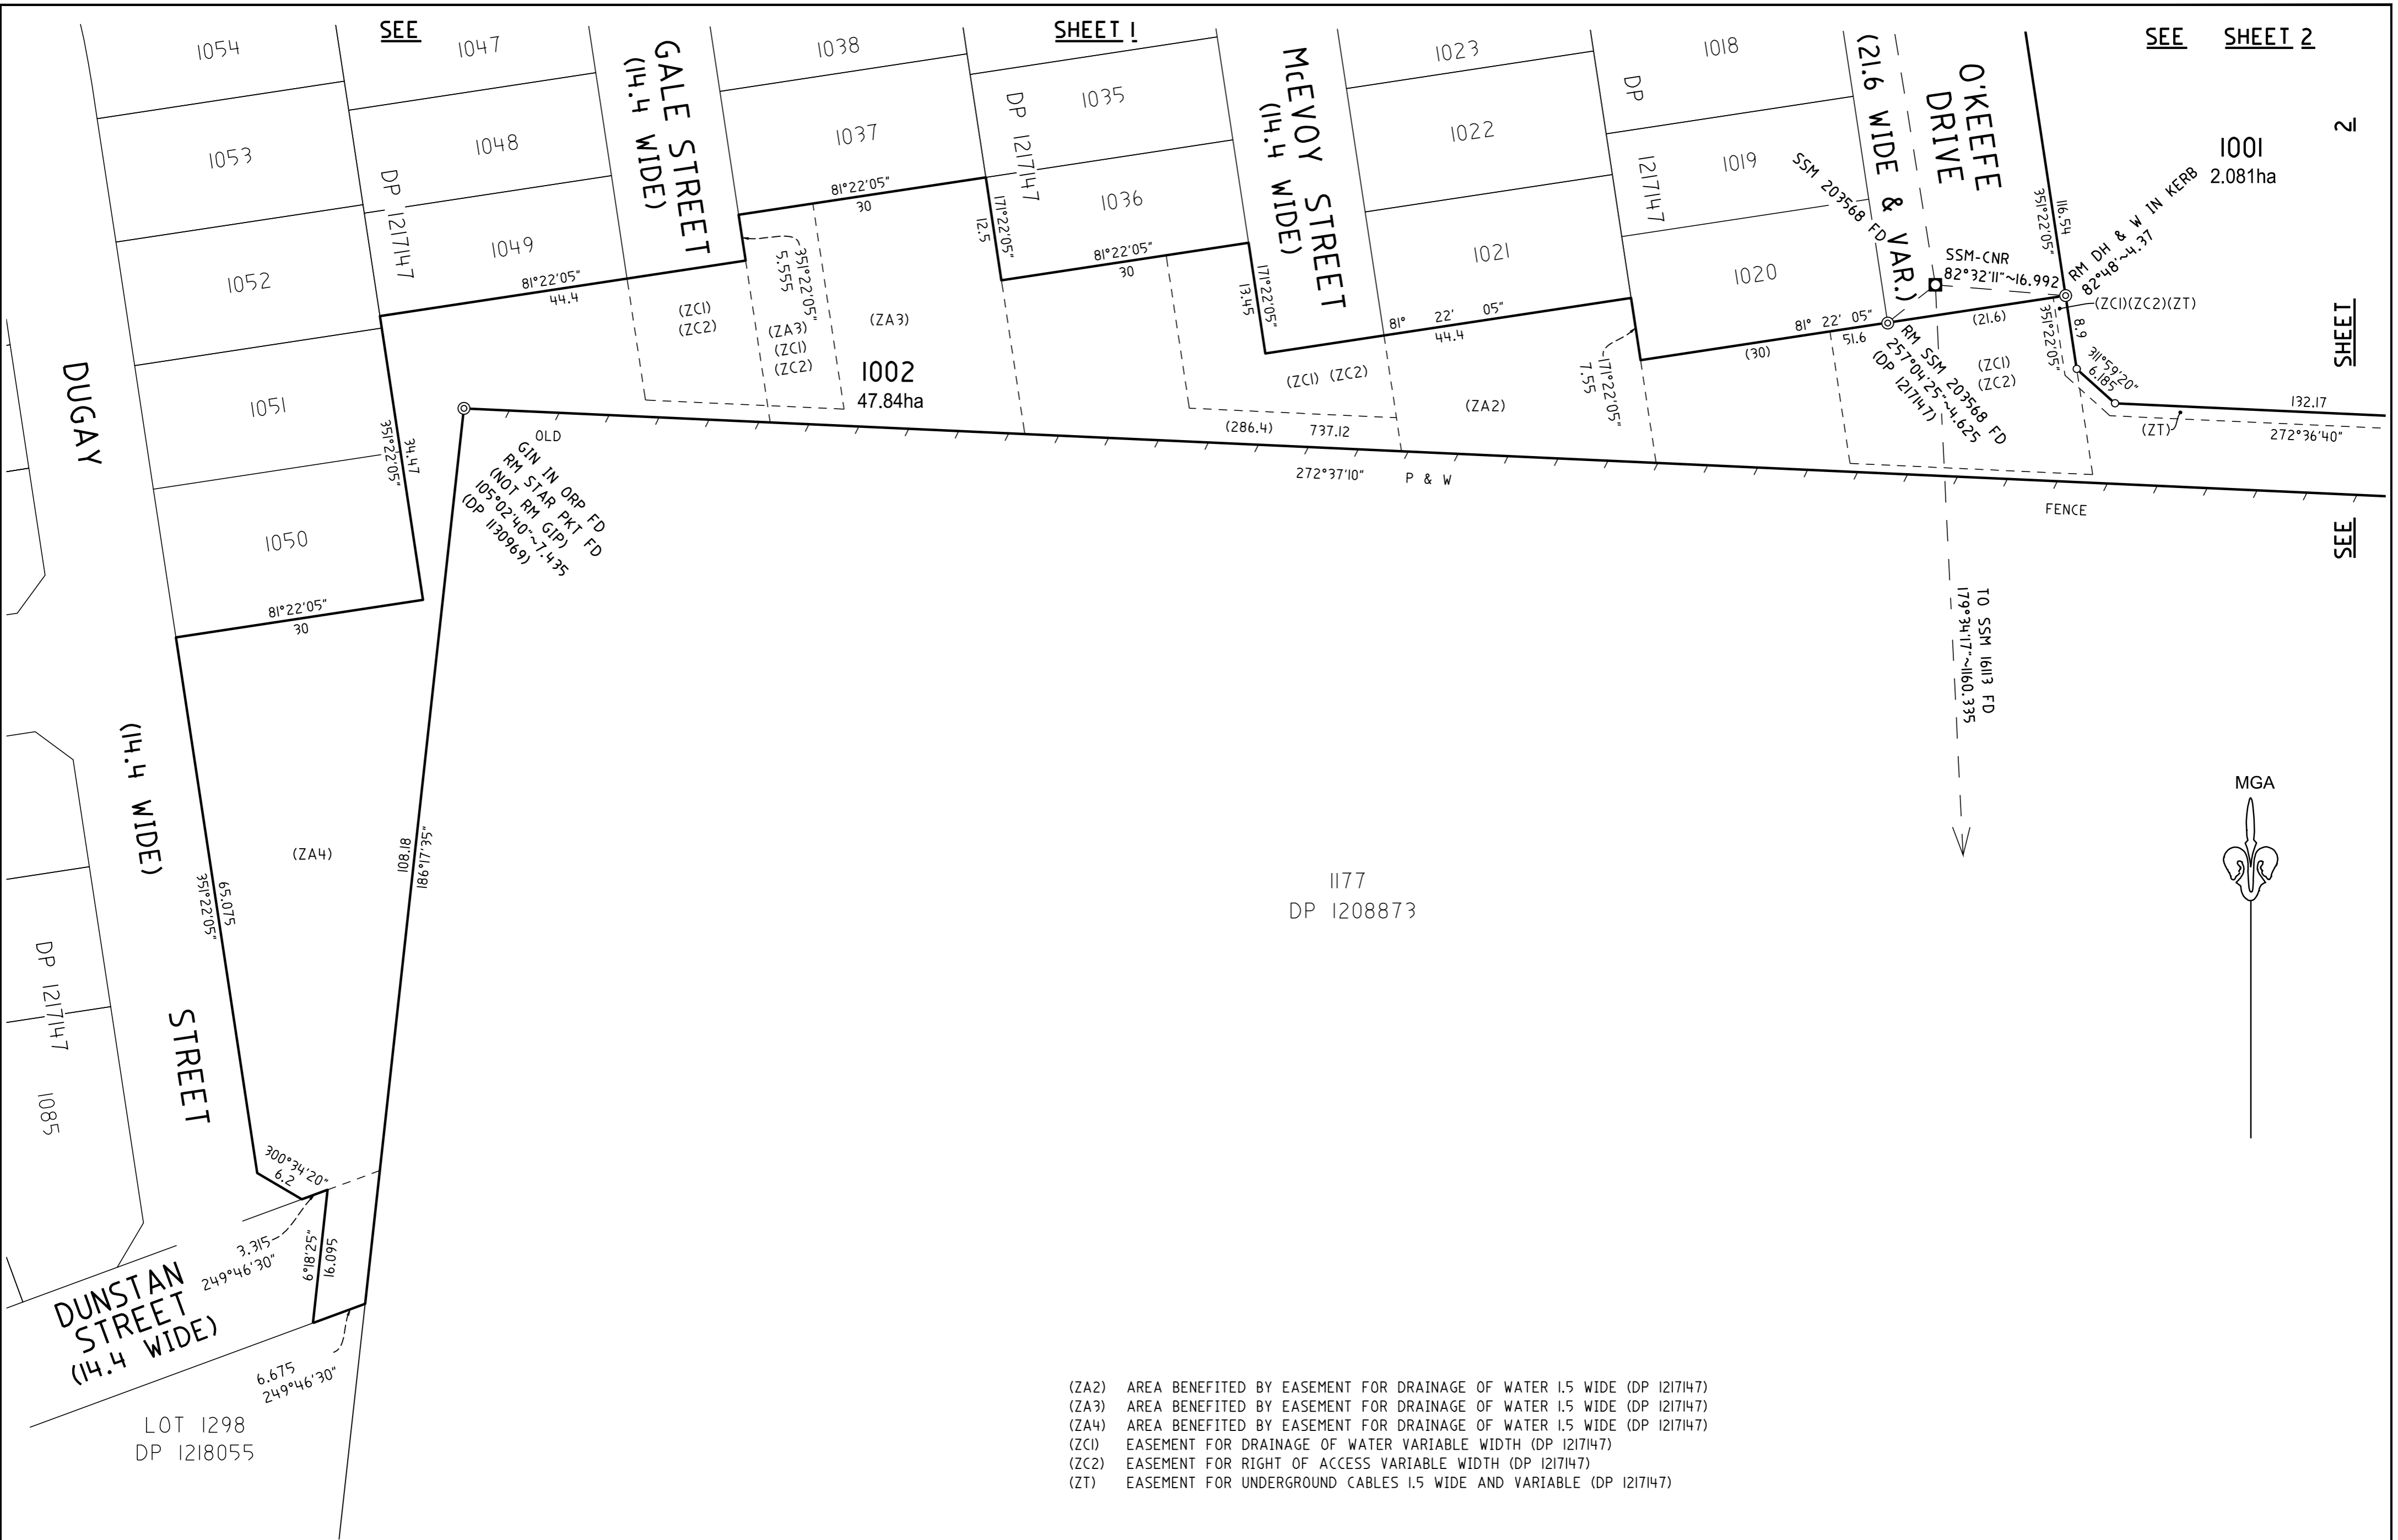 SEE
SHEET 1
SEE SHEET 2
1054
1047
1038
1023
1018
GALE STREET
(14.4 WIDE)
McEVOY STREET
(14.4 WIDE)
(21.6 WIDE & VAR.)
O'KEEFE
DRIVE
1053
1048
1037
1035
1022
1019
DP 1217147
DP 1217147
DP 1217147
1001
2.081ha
2
SHEET
SEE
1052
1049
1036
1021
1020
1051
1050
SSM 203568 FD
SSM-CNR
82°32'11"~16.992
RM DH & W IN KERB
82°48'~4.37
116.54
351°22'05"
(ZC1)(ZC2)(ZT)
81°22'05"
44.4
351°22'05"
5.555
81°22'05"
30
171°22'05"
12.5
81°22'05"
30
171°22'05"
13.45
81° 22' 05"
44.4
171°22'05"
7.55
81° 22' 05"
51.6
(30)
(21.6)
RM SSM 203568 FD
257°04'25"~4.625
(DP 1217147)
(ZC1)
(ZC2)
351°22'05"
8.9
311°59'20"
6.185
132.17
272°36'40"
(ZT)
(ZC1)
(ZC2)
(ZA3)
(ZC1)
(ZC2)
(ZA3)
1002
47.84ha
(ZC1) (ZC2)
(ZA2)
34.47
351°22'05"
OLD
(286.4) 737.12
272°37'10" P & W
FENCE
GIN IN ORP FD
RM STAR PKT FD
(NOT RM GIP)
105°02'40"~7.435
(DP 1130969)
81°22'05"
30
DUGAY
(14.4 WIDE)
STREET
TO SSM 16113 FD
179°34'17"~1160.335
MGA
(ZA4)
108.18
186°17'35"
65.075
351°22'05"
1177
DP 1208873
DP 1217147
1085
300°34'20"
6.2
3.315
249°46'30"
6°18'25"
16.095
DUNSTAN
STREET
(14.4 WIDE)
6.675
249°46'30"
LOT 1298
DP 1218055
(ZA2) AREA BENEFITED BY EASEMENT FOR DRAINAGE OF WATER 1.5 WIDE (DP 1217147)
(ZA3) AREA BENEFITED BY EASEMENT FOR DRAINAGE OF WATER 1.5 WIDE (DP 1217147)
(ZA4) AREA BENEFITED BY EASEMENT FOR DRAINAGE OF WATER 1.5 WIDE (DP 1217147)
(ZC1) EASEMENT FOR DRAINAGE OF WATER VARIABLE WIDTH (DP 1217147)
(ZC2) EASEMENT FOR RIGHT OF ACCESS VARIABLE WIDTH (DP 1217147)
(ZT) EASEMENT FOR UNDERGROUND CABLES 1.5 WIDE AND VARIABLE (DP 1217147)